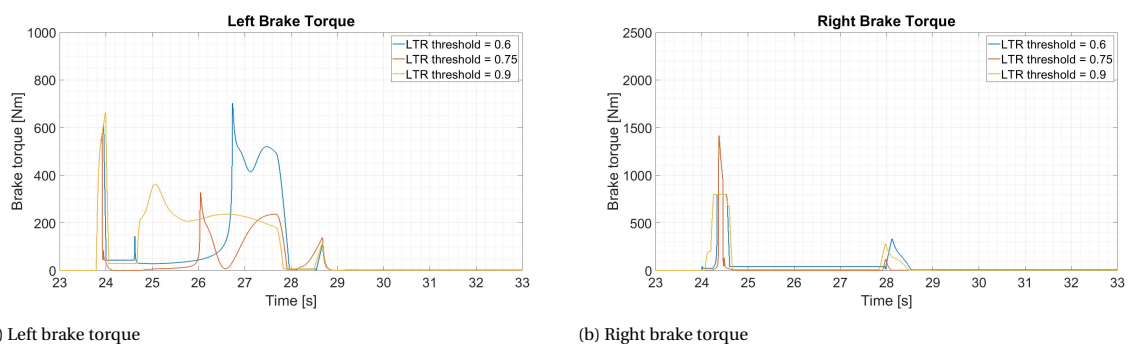 Left Brake Torque
1000
800
600
400
200
0
Brake torque [Nm]
23 24 25 26 27 28 29 30 31 32 33
Time [s]
LTR threshold = 0.6
LTR threshold = 0.75
LTR threshold = 0.9
) Left brake torque
Right Brake Torque
2500
2000
1500
1000
500
0
Brake torque [Nm]
23 24 25 26 27 28 29 30 31 32 33
Time [s]
LTR threshold = 0.6
LTR threshold = 0.75
LTR threshold = 0.9
(b) Right brake torque